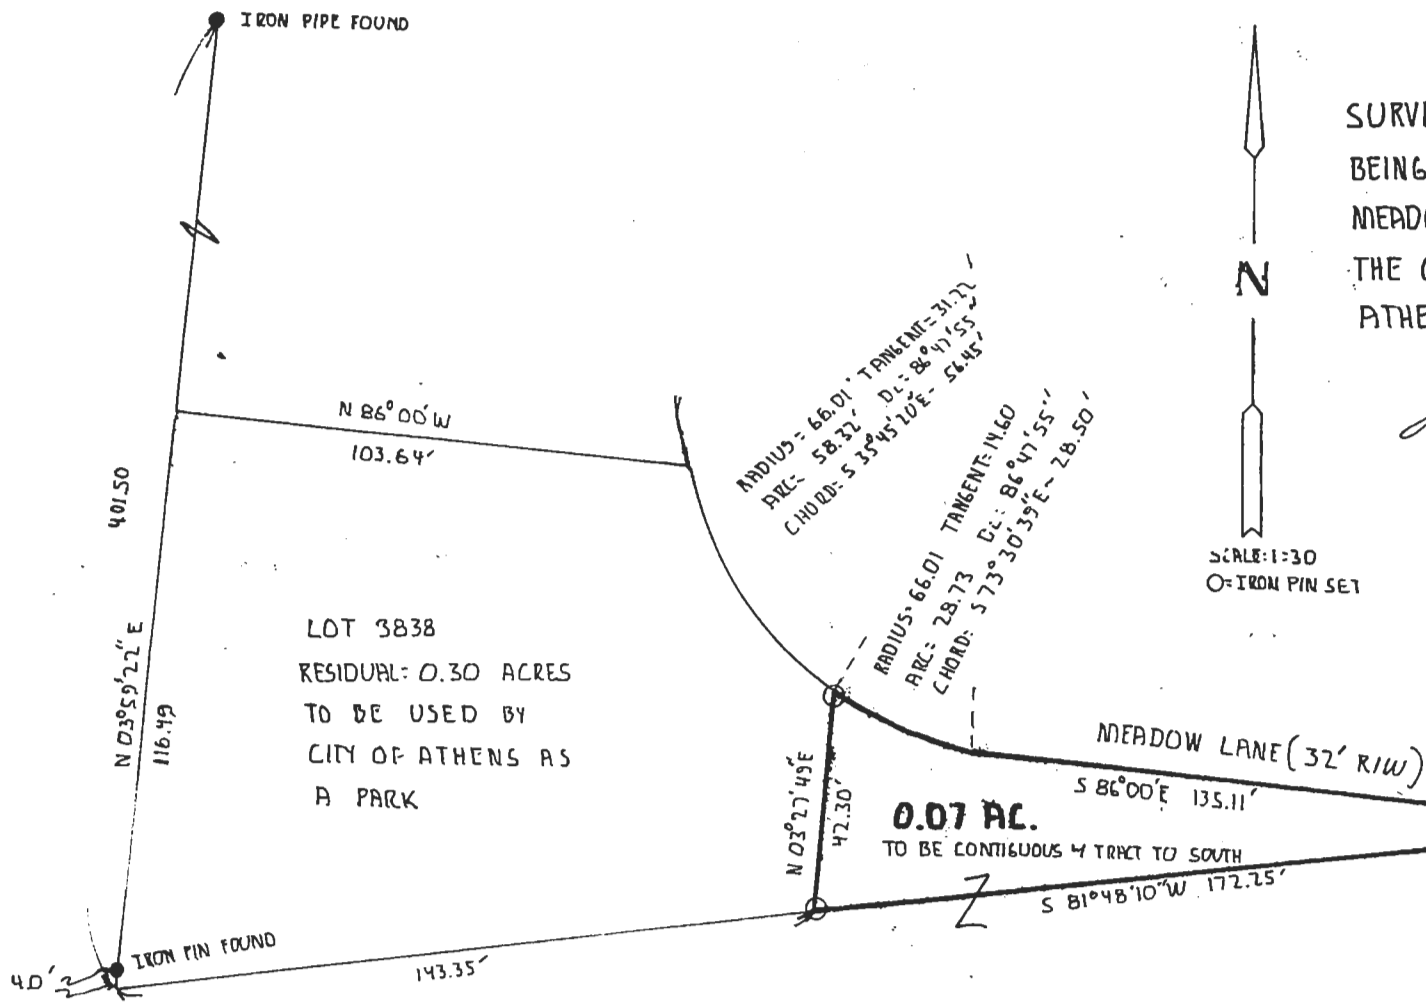 IRON PIPE FOUND
SURV
BEING
MEADO
THE
ATHE
N
SCALE:1:30
O=IRON PIN SET
N 86°00'W
103.64'
401.50
N 03°59'22" E
116.49
RADIUS= 66.01' TANGENT= 31.22'
ARC= 58.32' DC= 86°47'55"
CHORD= S 35°45'20"E- 56.45'
RADIUS= 66.01 TANGENT=14.60
ARC= 28.73 DC= 86°47'55"
CHORD= S 73°30'39"E~ 28.50'
LOT 3838
RESIDUAL: 0.30 ACRES
TO BE USED BY
CITY OF ATHENS AS
A PARK
MEADOW LANE (32' R/W)
S 86°00'E 135.11'
N 03°27'49"E
42.30'
0.07 AC.
TO BE CONTIGUOUS TRACT TO SOUTH
S 81°48'10"W 172.25'
IRON PIN FOUND
4.0'
143.35'